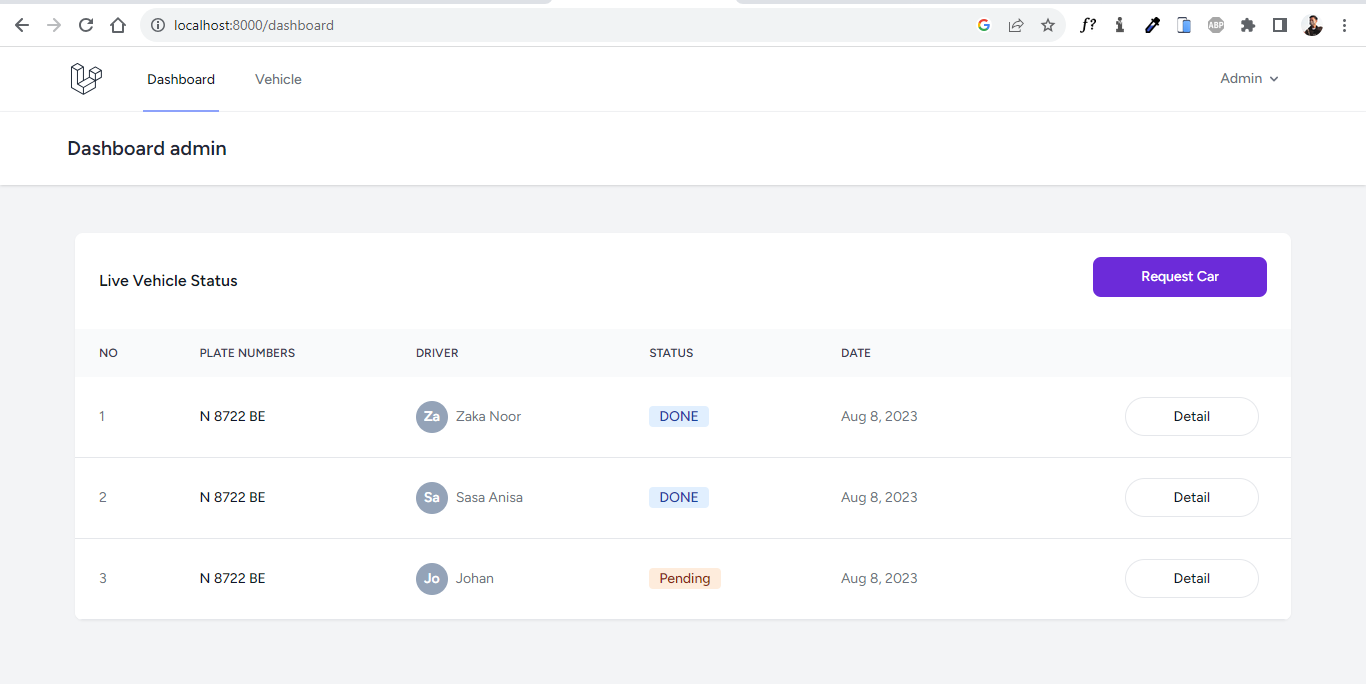 localhost:8000/dashboard
f?
ABP
Dashboard Vehicle Admin
Dashboard admin
Live Vehicle Status Request Car
NO PLATE NUMBERS DRIVER STATUS DATE
1 N 8722 BE Za Zaka Noor DONE Aug 8, 2023 Detail
2 N 8722 BE Sa Sasa Anisa DONE Aug 8, 2023 Detail
3 N 8722 BE Jo Johan Pending Aug 8, 2023 Detail